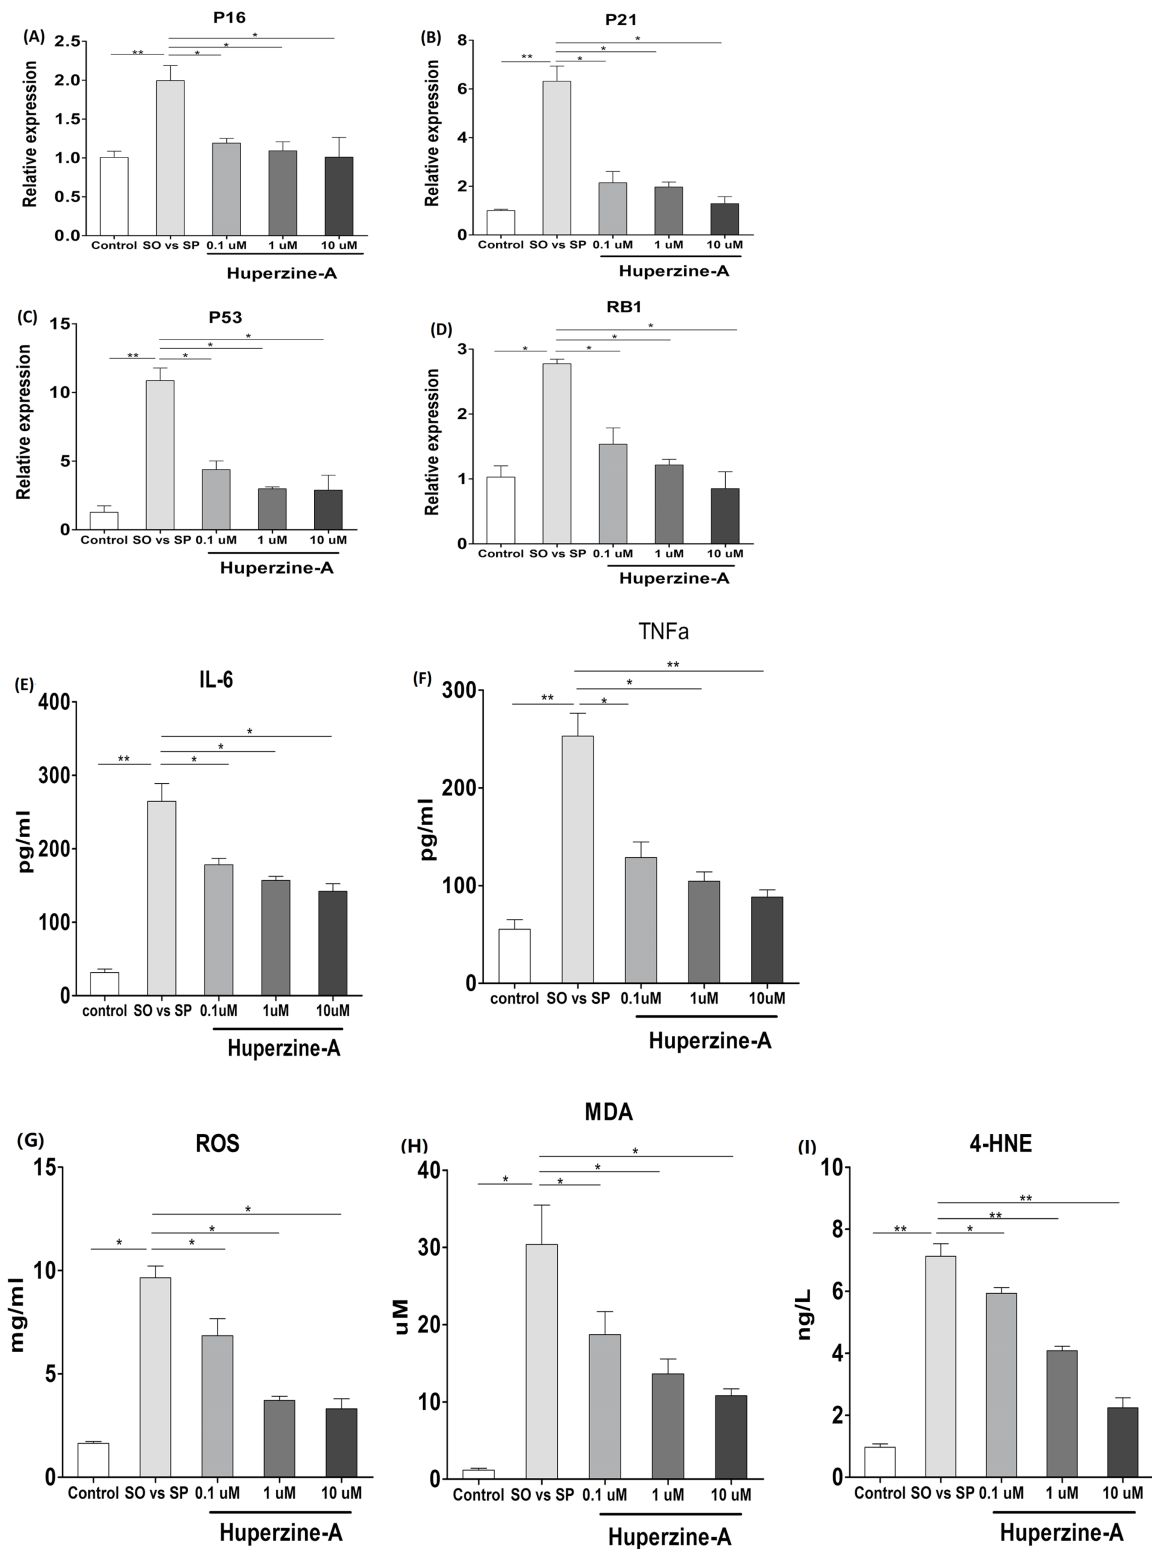 P16
(A)
2.5
2.0
1.5
1.0
0.5
0.0
Relative expression
** * * *
Control SO vs SP 0.1 uM 1 uM 10 uM
Huperzine-A
P21
(B)
8
6
4
2
0
Relative expression
** * * *
Control SO vs SP 0.1 uM 1 uM 10 uM
Huperzine-A
P53
(C)
15
10
5
0
Relative expression
** * * *
Control SO vs SP 0.1 uM 1 uM 10 uM
Huperzine-A
RB1
(D)
3
2
1
0
Relative expression
* * * *
Control SO vs SP 0.1 uM 1 uM 10 uM
Huperzine-A
IL-6
(E)
400
300
200
100
0
pg/ml
** * * *
control SO vs SP 0.1uM 1uM 10uM
Huperzine-A
TNFa
(F)
300
200
100
0
pg/ml
** * * **
control SO vs SP 0.1uM 1uM 10uM
Huperzine-A
ROS
(G)
15
10
5
0
mg/ml
* * * *
Control SO vs SP 0.1 uM 1 uM 10 uM
Huperzine-A
MDA
(H)
40
30
20
10
0
uM
* * * *
Control SO vs SP 0.1 uM 1 uM 10 uM
Huperzine-A
4-HNE
(I)
10
8
6
4
2
0
ng/L
** * ** **
Control SO vs SP 0.1 uM 1 uM 10 uM
Huperzine-A